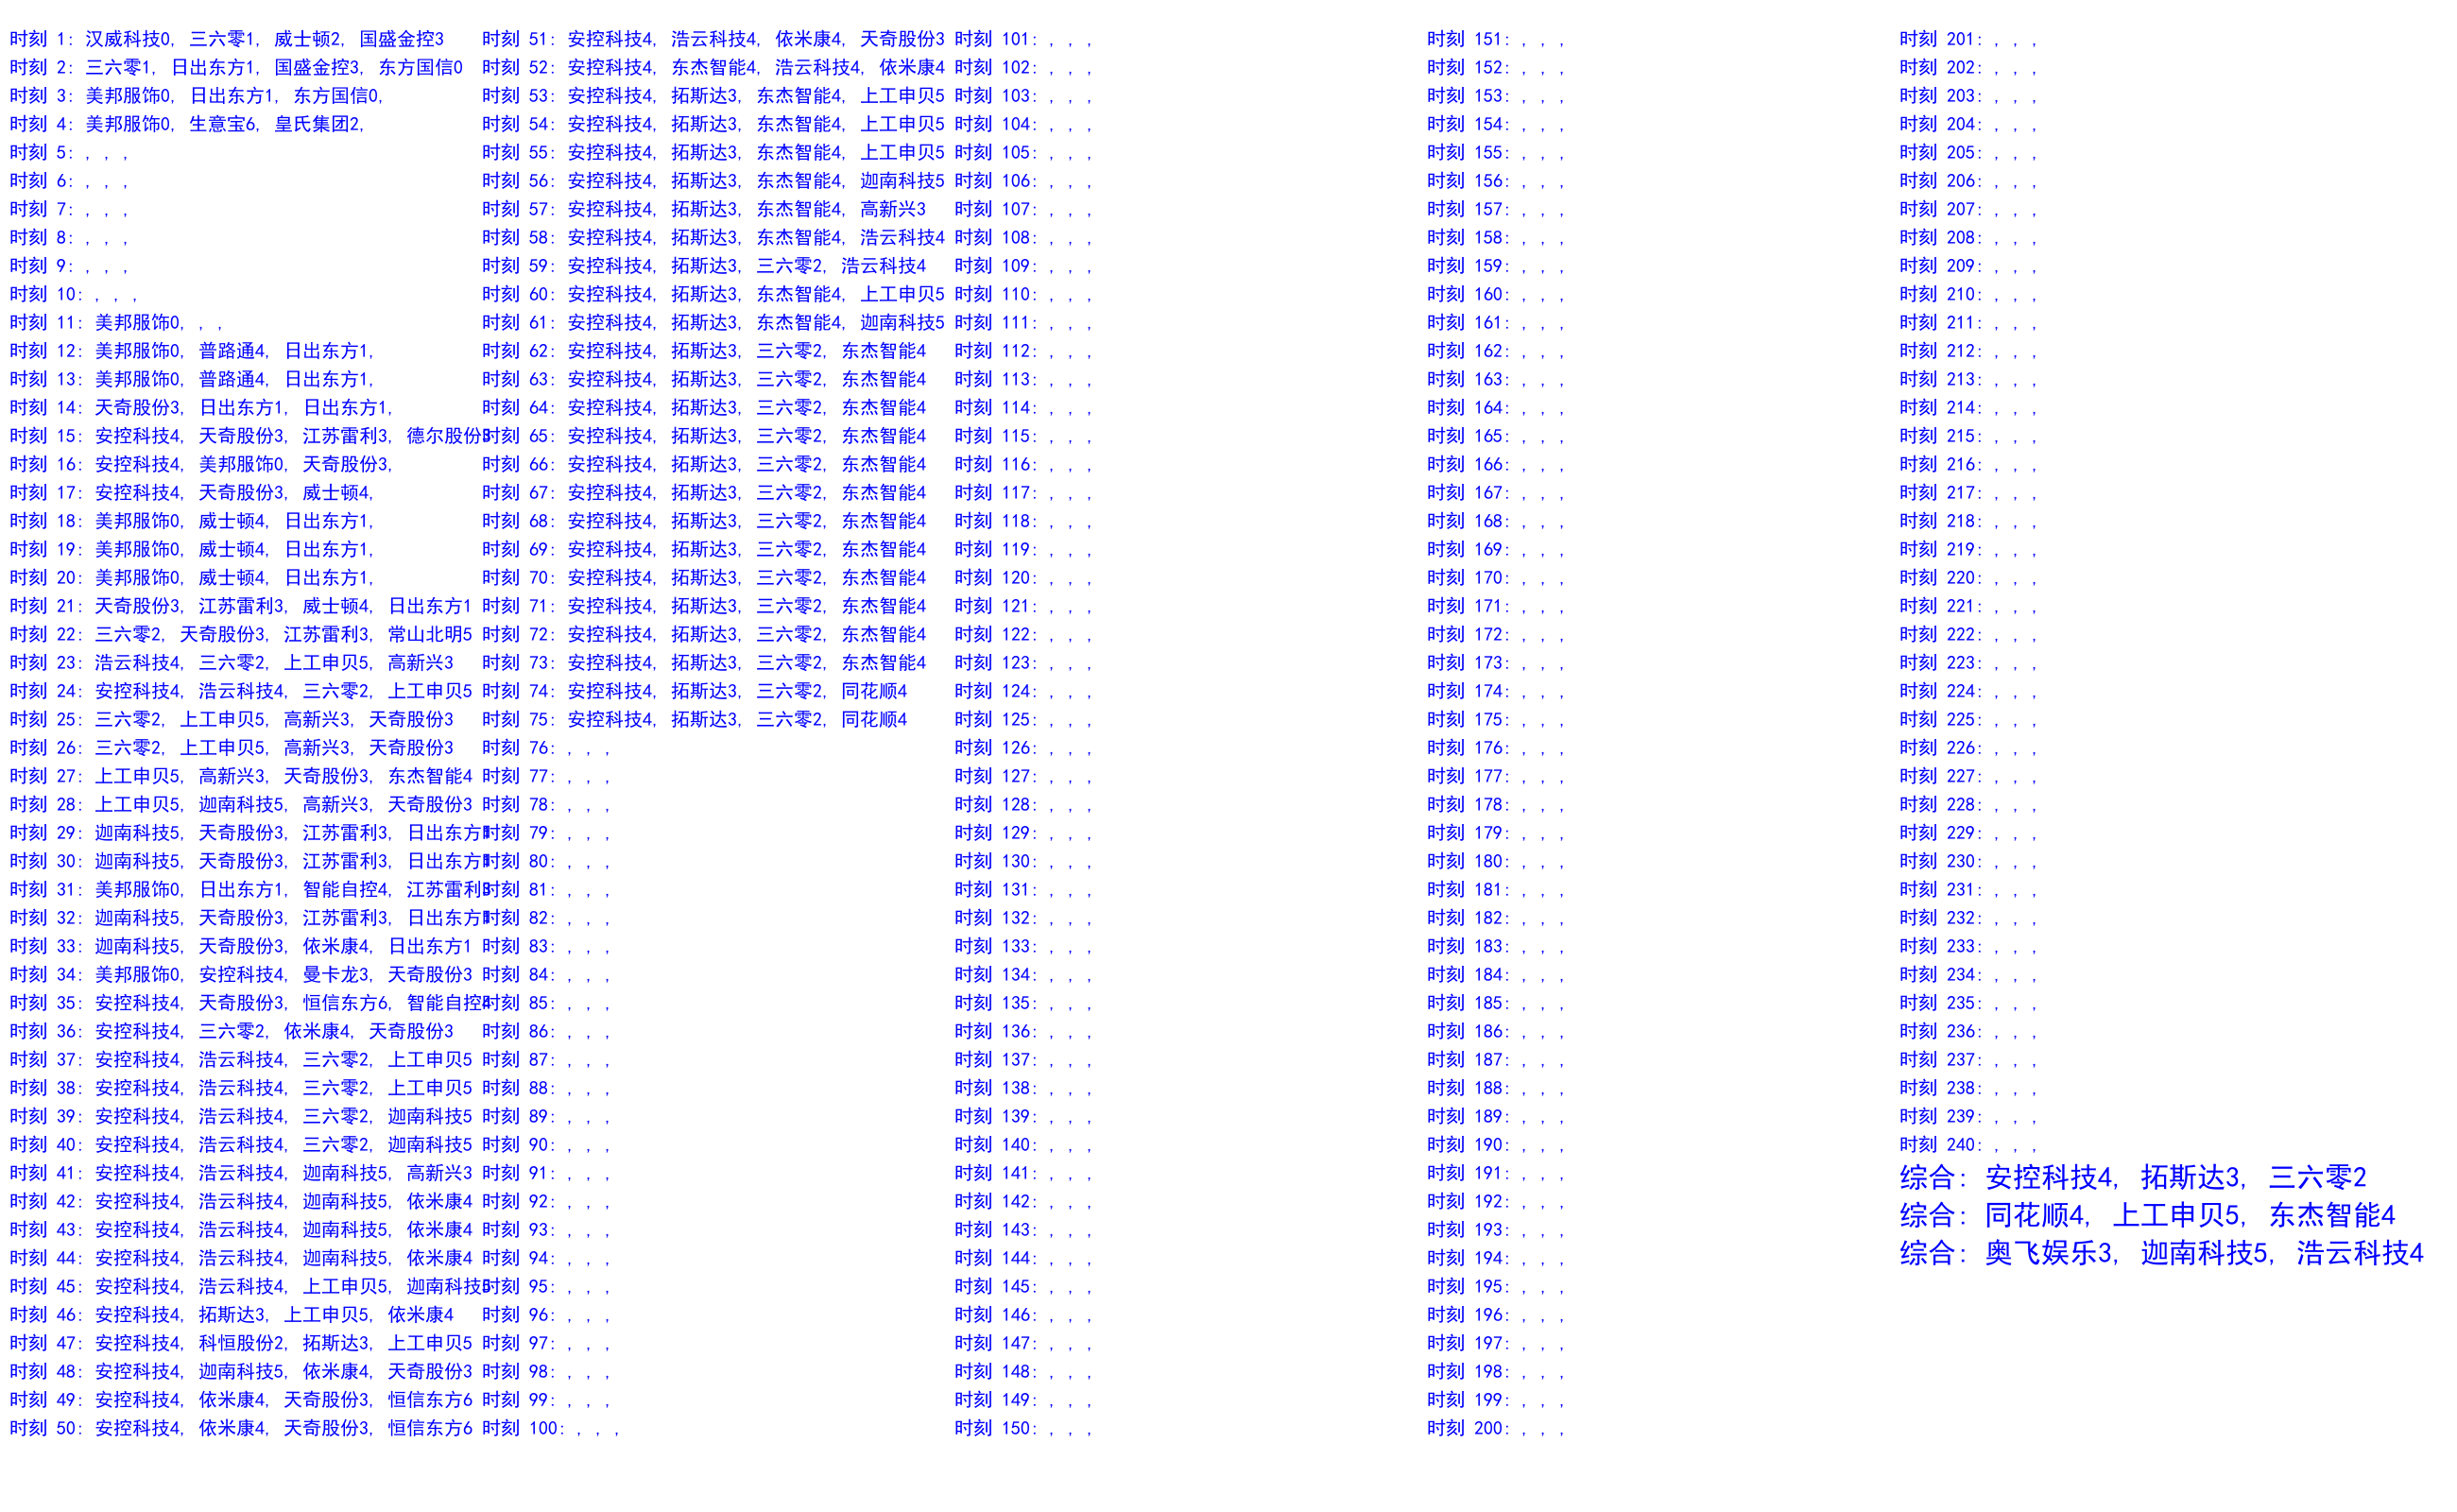 时刻 1: 汉威科技0, 三六零1, 威士顿2, 国盛金控3
时刻 2: 三六零1, 日出东方1, 国盛金控3, 东方国信0
时刻 3: 美邦服饰0, 日出东方1, 东方国信0,
时刻 4: 美邦服饰0, 生意宝6, 皇氏集团2,
时刻 5: , , ,
时刻 6: , , ,
时刻 7: , , ,
时刻 8: , , ,
时刻 9: , , ,
时刻 10: , , ,
时刻 11: 美邦服饰0, , ,
时刻 12: 美邦服饰0, 普路通4, 日出东方1,
时刻 13: 美邦服饰0, 普路通4, 日出东方1,
时刻 14: 天奇股份3, 日出东方1, 日出东方1,
时刻 15: 安控科技4, 天奇股份3, 江苏雷利3, 德尔股份3
时刻 16: 安控科技4, 美邦服饰0, 天奇股份3,
时刻 17: 安控科技4, 天奇股份3, 威士顿4,
时刻 18: 美邦服饰0, 威士顿4, 日出东方1,
时刻 19: 美邦服饰0, 威士顿4, 日出东方1,
时刻 20: 美邦服饰0, 威士顿4, 日出东方1,
时刻 21: 天奇股份3, 江苏雷利3, 威士顿4, 日出东方1
时刻 22: 三六零2, 天奇股份3, 江苏雷利3, 常山北明5
时刻 23: 浩云科技4, 三六零2, 上工申贝5, 高新兴3
时刻 24: 安控科技4, 浩云科技4, 三六零2, 上工申贝5
时刻 25: 三六零2, 上工申贝5, 高新兴3, 天奇股份3
时刻 26: 三六零2, 上工申贝5, 高新兴3, 天奇股份3
时刻 27: 上工申贝5, 高新兴3, 天奇股份3, 东杰智能4
时刻 28: 上工申贝5, 迦南科技5, 高新兴3, 天奇股份3
时刻 29: 迦南科技5, 天奇股份3, 江苏雷利3, 日出东方1
时刻 30: 迦南科技5, 天奇股份3, 江苏雷利3, 日出东方1
时刻 31: 美邦服饰0, 日出东方1, 智能自控4, 江苏雷利3
时刻 32: 迦南科技5, 天奇股份3, 江苏雷利3, 日出东方1
时刻 33: 迦南科技5, 天奇股份3, 依米康4, 日出东方1
时刻 34: 美邦服饰0, 安控科技4, 曼卡龙3, 天奇股份3
时刻 35: 安控科技4, 天奇股份3, 恒信东方6, 智能自控4
时刻 36: 安控科技4, 三六零2, 依米康4, 天奇股份3
时刻 37: 安控科技4, 浩云科技4, 三六零2, 上工申贝5
时刻 38: 安控科技4, 浩云科技4, 三六零2, 上工申贝5
时刻 39: 安控科技4, 浩云科技4, 三六零2, 迦南科技5
时刻 40: 安控科技4, 浩云科技4, 三六零2, 迦南科技5
时刻 41: 安控科技4, 浩云科技4, 迦南科技5, 高新兴3
时刻 42: 安控科技4, 浩云科技4, 迦南科技5, 依米康4
时刻 43: 安控科技4, 浩云科技4, 迦南科技5, 依米康4
时刻 44: 安控科技4, 浩云科技4, 迦南科技5, 依米康4
时刻 45: 安控科技4, 浩云科技4, 上工申贝5, 迦南科技5
时刻 46: 安控科技4, 拓斯达3, 上工申贝5, 依米康4
时刻 47: 安控科技4, 科恒股份2, 拓斯达3, 上工申贝5
时刻 48: 安控科技4, 迦南科技5, 依米康4, 天奇股份3
时刻 49: 安控科技4, 依米康4, 天奇股份3, 恒信东方6
时刻 50: 安控科技4, 依米康4, 天奇股份3, 恒信东方6
时刻 51: 安控科技4, 浩云科技4, 依米康4, 天奇股份3
时刻 52: 安控科技4, 东杰智能4, 浩云科技4, 依米康4
时刻 53: 安控科技4, 拓斯达3, 东杰智能4, 上工申贝5
时刻 54: 安控科技4, 拓斯达3, 东杰智能4, 上工申贝5
时刻 55: 安控科技4, 拓斯达3, 东杰智能4, 上工申贝5
时刻 56: 安控科技4, 拓斯达3, 东杰智能4, 迦南科技5
时刻 57: 安控科技4, 拓斯达3, 东杰智能4, 高新兴3
时刻 58: 安控科技4, 拓斯达3, 东杰智能4, 浩云科技4
时刻 59: 安控科技4, 拓斯达3, 三六零2, 浩云科技4
时刻 60: 安控科技4, 拓斯达3, 东杰智能4, 上工申贝5
时刻 61: 安控科技4, 拓斯达3, 东杰智能4, 迦南科技5
时刻 62: 安控科技4, 拓斯达3, 三六零2, 东杰智能4
时刻 63: 安控科技4, 拓斯达3, 三六零2, 东杰智能4
时刻 64: 安控科技4, 拓斯达3, 三六零2, 东杰智能4
时刻 65: 安控科技4, 拓斯达3, 三六零2, 东杰智能4
时刻 66: 安控科技4, 拓斯达3, 三六零2, 东杰智能4
时刻 67: 安控科技4, 拓斯达3, 三六零2, 东杰智能4
时刻 68: 安控科技4, 拓斯达3, 三六零2, 东杰智能4
时刻 69: 安控科技4, 拓斯达3, 三六零2, 东杰智能4
时刻 70: 安控科技4, 拓斯达3, 三六零2, 东杰智能4
时刻 71: 安控科技4, 拓斯达3, 三六零2, 东杰智能4
时刻 72: 安控科技4, 拓斯达3, 三六零2, 东杰智能4
时刻 73: 安控科技4, 拓斯达3, 三六零2, 东杰智能4
时刻 74: 安控科技4, 拓斯达3, 三六零2, 同花顺4
时刻 75: 安控科技4, 拓斯达3, 三六零2, 同花顺4
时刻 76: , , ,
时刻 77: , , ,
时刻 78: , , ,
时刻 79: , , ,
时刻 80: , , ,
时刻 81: , , ,
时刻 82: , , ,
时刻 83: , , ,
时刻 84: , , ,
时刻 85: , , ,
时刻 86: , , ,
时刻 87: , , ,
时刻 88: , , ,
时刻 89: , , ,
时刻 90: , , ,
时刻 91: , , ,
时刻 92: , , ,
时刻 93: , , ,
时刻 94: , , ,
时刻 95: , , ,
时刻 96: , , ,
时刻 97: , , ,
时刻 98: , , ,
时刻 99: , , ,
时刻 100: , , ,
时刻 101: , , ,
时刻 102: , , ,
时刻 103: , , ,
时刻 104: , , ,
时刻 105: , , ,
时刻 106: , , ,
时刻 107: , , ,
时刻 108: , , ,
时刻 109: , , ,
时刻 110: , , ,
时刻 111: , , ,
时刻 112: , , ,
时刻 113: , , ,
时刻 114: , , ,
时刻 115: , , ,
时刻 116: , , ,
时刻 117: , , ,
时刻 118: , , ,
时刻 119: , , ,
时刻 120: , , ,
时刻 121: , , ,
时刻 122: , , ,
时刻 123: , , ,
时刻 124: , , ,
时刻 125: , , ,
时刻 126: , , ,
时刻 127: , , ,
时刻 128: , , ,
时刻 129: , , ,
时刻 130: , , ,
时刻 131: , , ,
时刻 132: , , ,
时刻 133: , , ,
时刻 134: , , ,
时刻 135: , , ,
时刻 136: , , ,
时刻 137: , , ,
时刻 138: , , ,
时刻 139: , , ,
时刻 140: , , ,
时刻 141: , , ,
时刻 142: , , ,
时刻 143: , , ,
时刻 144: , , ,
时刻 145: , , ,
时刻 146: , , ,
时刻 147: , , ,
时刻 148: , , ,
时刻 149: , , ,
时刻 150: , , ,
时刻 151: , , ,
时刻 152: , , ,
时刻 153: , , ,
时刻 154: , , ,
时刻 155: , , ,
时刻 156: , , ,
时刻 157: , , ,
时刻 158: , , ,
时刻 159: , , ,
时刻 160: , , ,
时刻 161: , , ,
时刻 162: , , ,
时刻 163: , , ,
时刻 164: , , ,
时刻 165: , , ,
时刻 166: , , ,
时刻 167: , , ,
时刻 168: , , ,
时刻 169: , , ,
时刻 170: , , ,
时刻 171: , , ,
时刻 172: , , ,
时刻 173: , , ,
时刻 174: , , ,
时刻 175: , , ,
时刻 176: , , ,
时刻 177: , , ,
时刻 178: , , ,
时刻 179: , , ,
时刻 180: , , ,
时刻 181: , , ,
时刻 182: , , ,
时刻 183: , , ,
时刻 184: , , ,
时刻 185: , , ,
时刻 186: , , ,
时刻 187: , , ,
时刻 188: , , ,
时刻 189: , , ,
时刻 190: , , ,
时刻 191: , , ,
时刻 192: , , ,
时刻 193: , , ,
时刻 194: , , ,
时刻 195: , , ,
时刻 196: , , ,
时刻 197: , , ,
时刻 198: , , ,
时刻 199: , , ,
时刻 200: , , ,
时刻 201: , , ,
时刻 202: , , ,
时刻 203: , , ,
时刻 204: , , ,
时刻 205: , , ,
时刻 206: , , ,
时刻 207: , , ,
时刻 208: , , ,
时刻 209: , , ,
时刻 210: , , ,
时刻 211: , , ,
时刻 212: , , ,
时刻 213: , , ,
时刻 214: , , ,
时刻 215: , , ,
时刻 216: , , ,
时刻 217: , , ,
时刻 218: , , ,
时刻 219: , , ,
时刻 220: , , ,
时刻 221: , , ,
时刻 222: , , ,
时刻 223: , , ,
时刻 224: , , ,
时刻 225: , , ,
时刻 226: , , ,
时刻 227: , , ,
时刻 228: , , ,
时刻 229: , , ,
时刻 230: , , ,
时刻 231: , , ,
时刻 232: , , ,
时刻 233: , , ,
时刻 234: , , ,
时刻 235: , , ,
时刻 236: , , ,
时刻 237: , , ,
时刻 238: , , ,
时刻 239: , , ,
时刻 240: , , ,
综合: 安控科技4, 拓斯达3, 三六零2
综合: 同花顺4, 上工申贝5, 东杰智能4
综合: 奥飞娱乐3, 迦南科技5, 浩云科技4